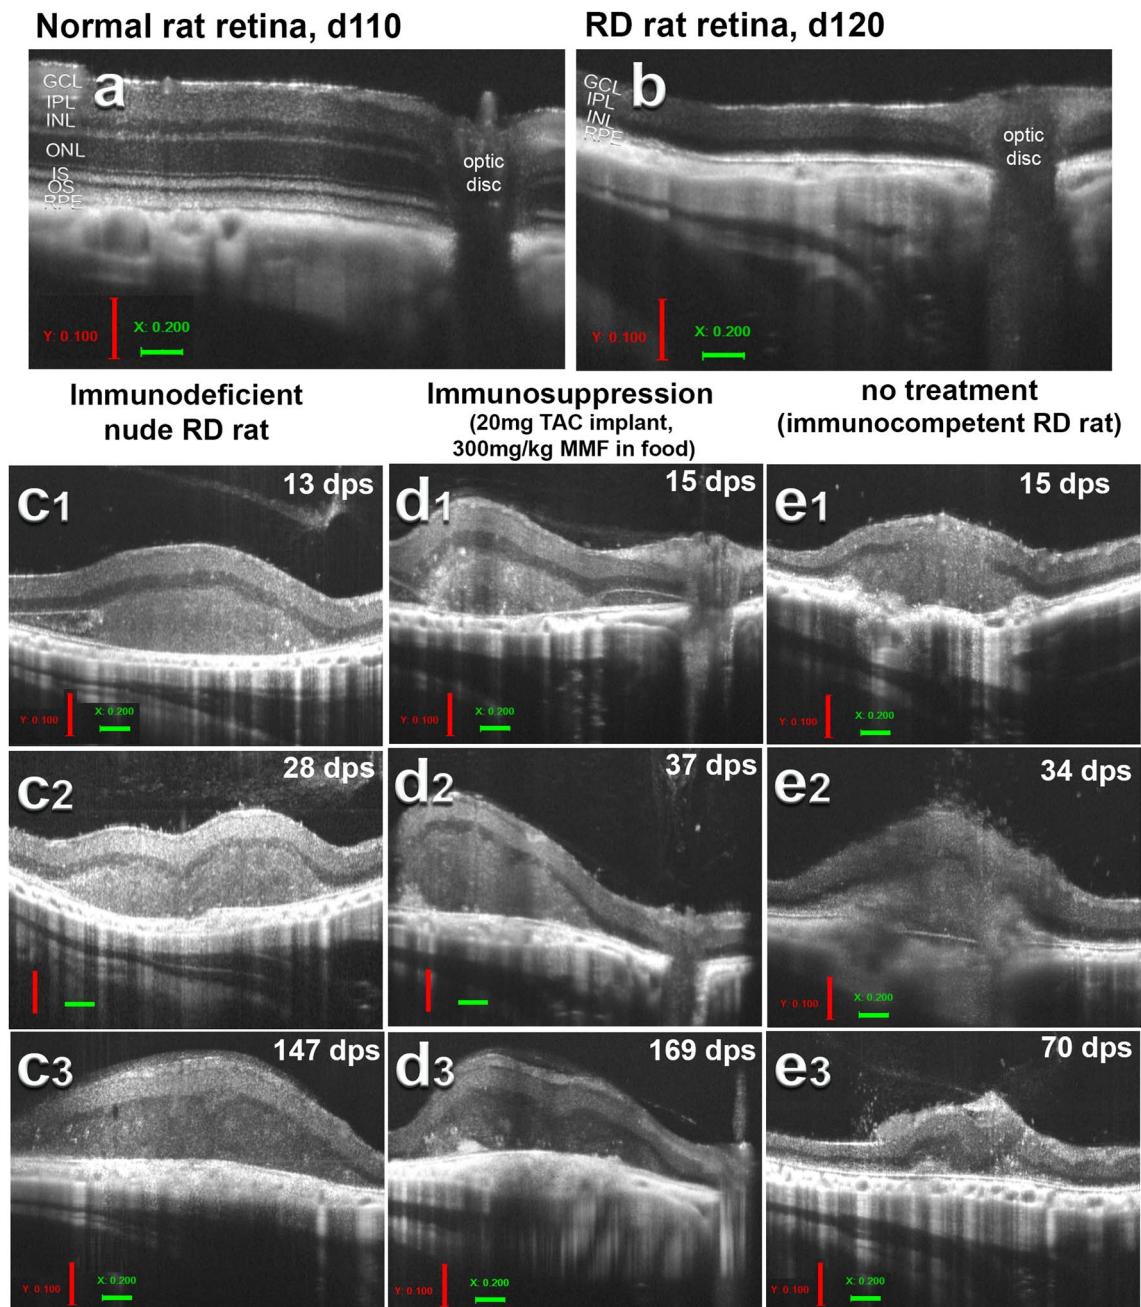 Normal rat retina, d110
RD rat retina, d120
a
GCL
IPL
INL
ONL
IS
OS
RPE
optic
disc
Y: 0.100
X: 0.200
b
GCL
IPL
INL
RPE
optic
disc
Y: 0.100
X: 0.200
Immunodeficient
nude RD rat
Immunosuppression
(20mg TAC implant,
300mg/kg MMF in food)
no treatment
(immunocompetent RD rat)
c1
13 dps
Y: 0.100
X: 0.200
d1
15 dps
Y: 0.100
X: 0.200
e1
15 dps
Y: 0.100
X: 0.200
c2
28 dps
d2
37 dps
e2
34 dps
Y: 0.100
X: 0.200
c3
147 dps
Y: 0.100
X: 0.200
d3
169 dps
Y: 0.100
X: 0.200
e3
70 dps
Y: 0.100
X: 0.200